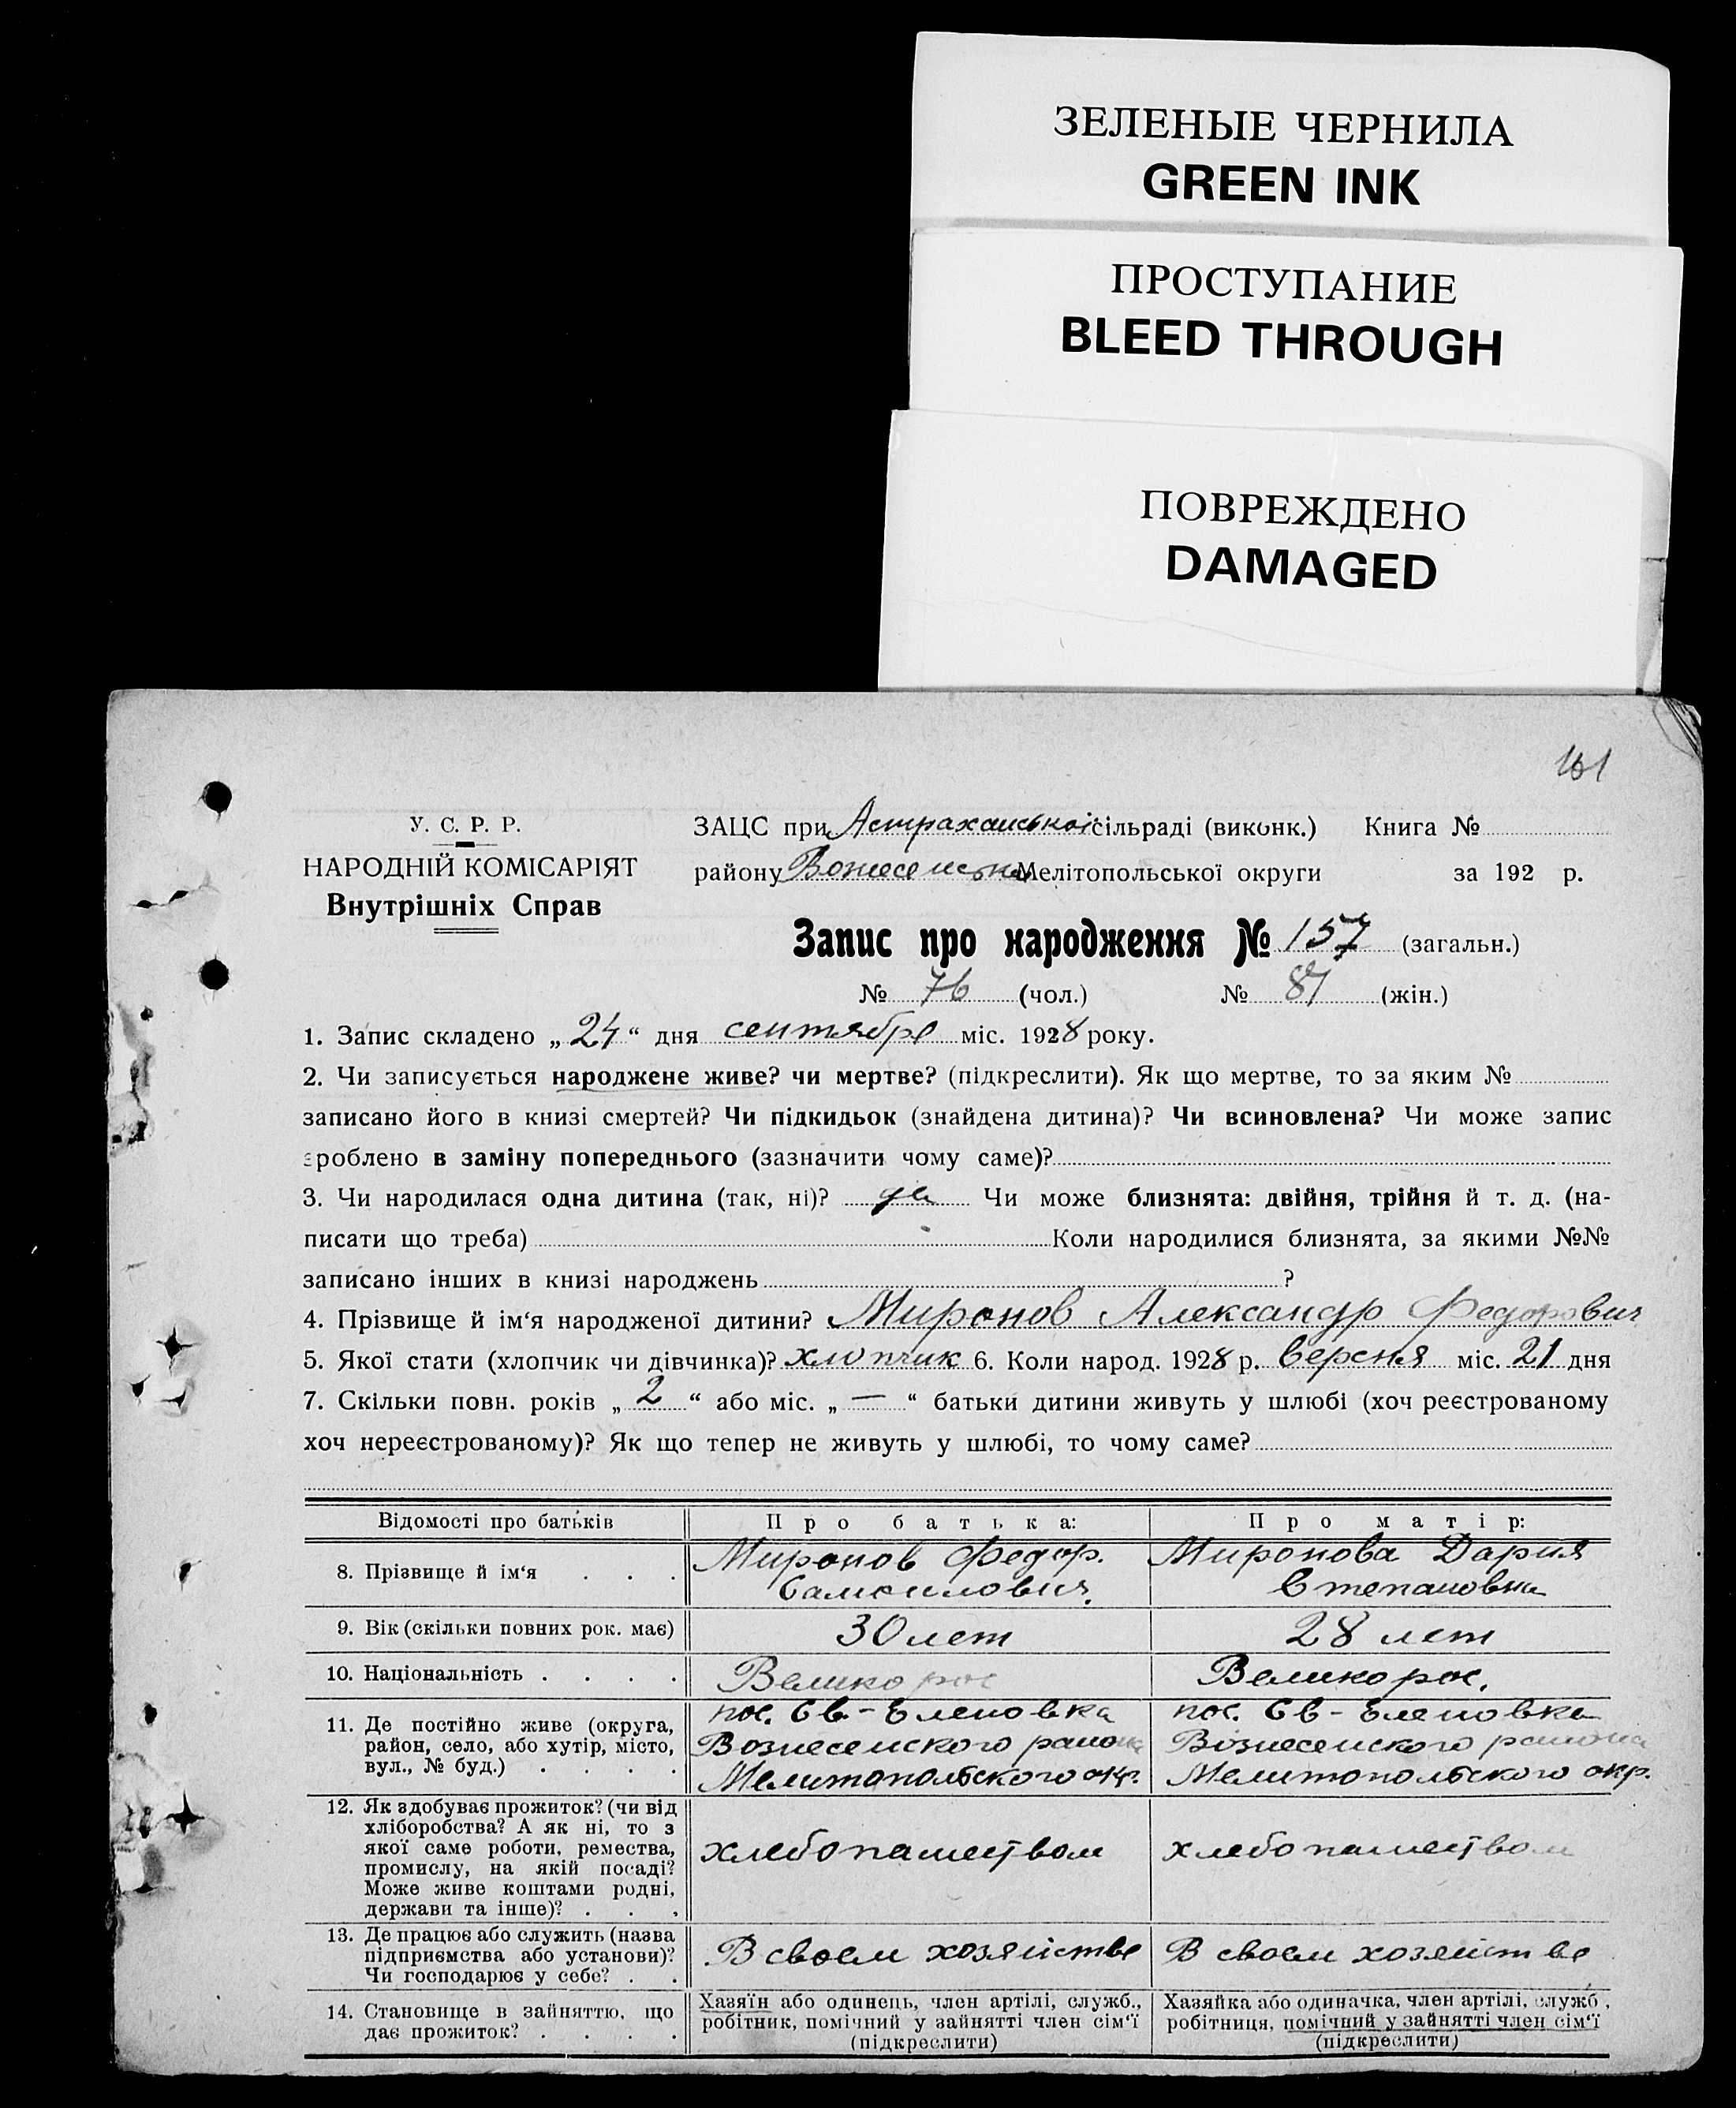 ЗЕЛЕНЫЕ ЧЕРНИЛА
GREEN INK
ПРОСТУПАНИЕ
BLEED THROUGH
ПОВРЕЖДЕНО
DAMAGED
161
У. С. Р. Р.
НАРОДНІЙ КОМІСАРІЯТ
Внутрішніх Справ
ЗАЦС при Астраханській сільраді (виконк.) Книга №
району Мелітопольської округи за 192 р.
Запис про народження № 157 (загальн.)
№ 76 (чол.) № 81 (жін.)
1. Запис складено „ 24 “ дня сентября міс. 1928 року.
2. Чи записується народжене живе? чи мертве? (підкреслити). Як що мертве, то за яким №
записано його в книзі смертей? Чи підкидьок (знайдена дитина)? Чи всиновлена? Чи може запис
зроблено в заміну попереднього (зазначити чому саме)?
3. Чи народилася одна дитина (так, ні)? да Чи може близнята: двійня, трійня й т. д. (на-
писати що треба) Коли народилися близнята, за якими №№
записано інших в книзі народжень ?
4. Прізвище й ім‘я народженої дитини? Миронов Александр Федорович
5. Якої стати (хлопчик чи дівчинка)? хлопчик 6. Коли народ. 1928 р. версня міс. 21 дня
7. Скільки повн. років „ 2 “ або міс. „ — “ батьки дитини живуть у шлюбі (хоч реєстрованому
хоч нереєстрованому)? Як що тепер не живуть у шлюбі, то чому саме?
Відомості про батьків Про батька: Про матір:
8. Прізвище й ім‘я . . . Миронов Федор. Самоилович. Миронова Дария Степановна
9. Вік (скільки повних рок. має) 30 лет 28 лет
10. Національність . . . . Великорос Великорос.
11. Де постійно живе (округа, пос. Св-Еленовка пос. Св-Еленовка
район, село, або хутір, місто, Вознесенского района Вознесенского района
вул., № буд.) . . . . Мелитопольского окр. Мелитопольского окр.
12. Як здобуває прожиток? (чи від
хліборобства? А як ні, то з
якої саме роботи, ремества, хлебопашеством хлебопашеством
промислу, на якій посаді?
Може живе коштами родні,
держави та інше)? . . .
13. Де працює або служить (назва
підприємства або установи)? В своем хозяйстве В своем хозяйстве
Чи господарює у себе? . .
14. Становище в зайняттю, що Хазяїн або одинець, член артілі, служб., Хазяйка або одиначка, член артілі, служб.,
дає прожиток? . . . . робітник, помічний у зайнятті член сім‘ї робітниця, помічний у зайнятті член сім‘ї
(підкреслити) (підкреслити)